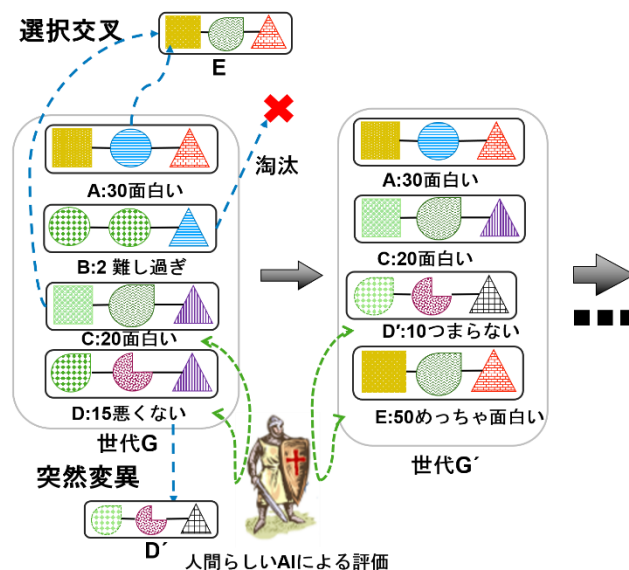 選択交叉
E
淘汰
A:30面白い
B:2 難し過ぎ
C:20面白い
D:15悪くない
世代G
突然変異
D´
A:30面白い
C:20面白い
D′:10つまらない
E:50めっちゃ面白い
世代G´
人間らしいAIによる評価